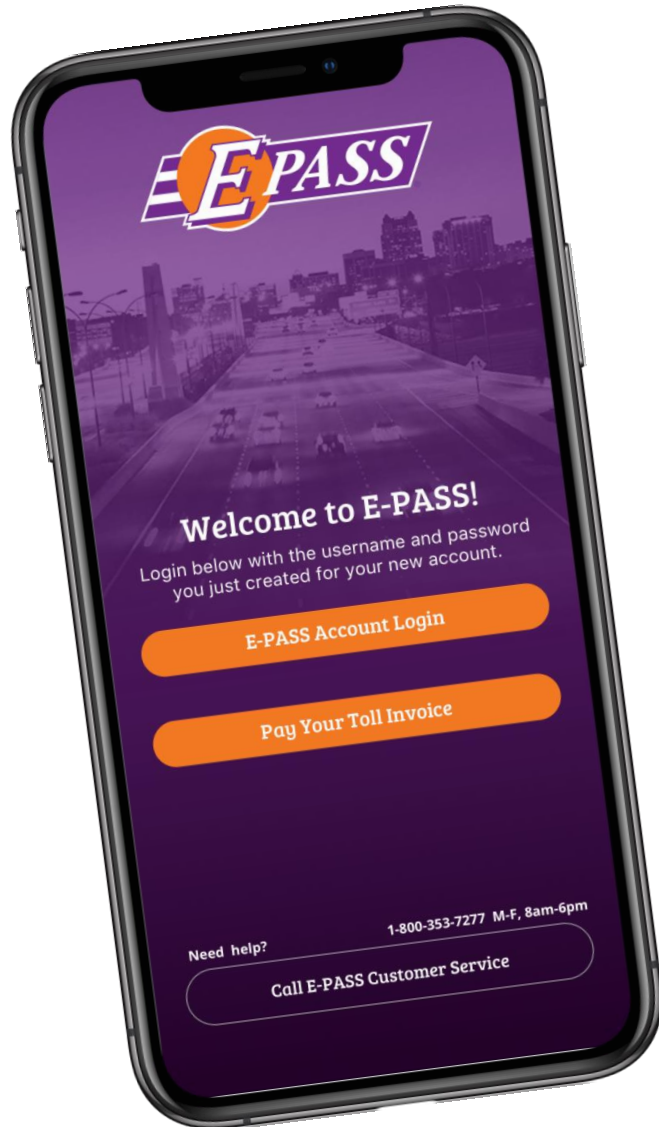 E PASS
Welcome to E-PASS!
Login below with the username and password
you just created for your new account.
E-PASS Account Login
Pay Your Toll Invoice
Need help?
1-800-353-7277 M-F, 8am-6pm
Call E-PASS Customer Service